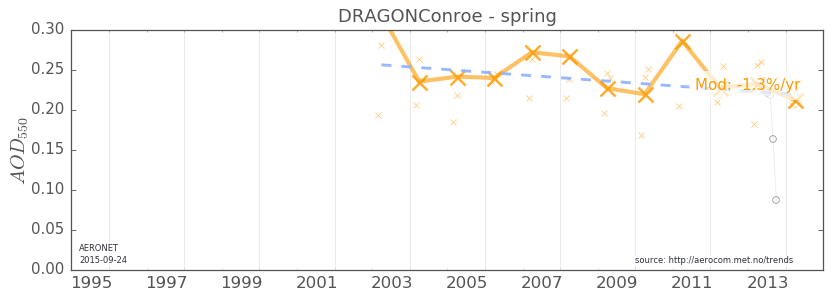 DRAGONConroe - spring
0.30
0.25
0.20
0.15
0.10
0.05
0.00
AOD550
Mod: -1.3%/yr
AERONET
2015-09-24
source: http://aerocom.met.no/trends
1995 1997 1999 2001 2003 2005 2007 2009 2011 2013